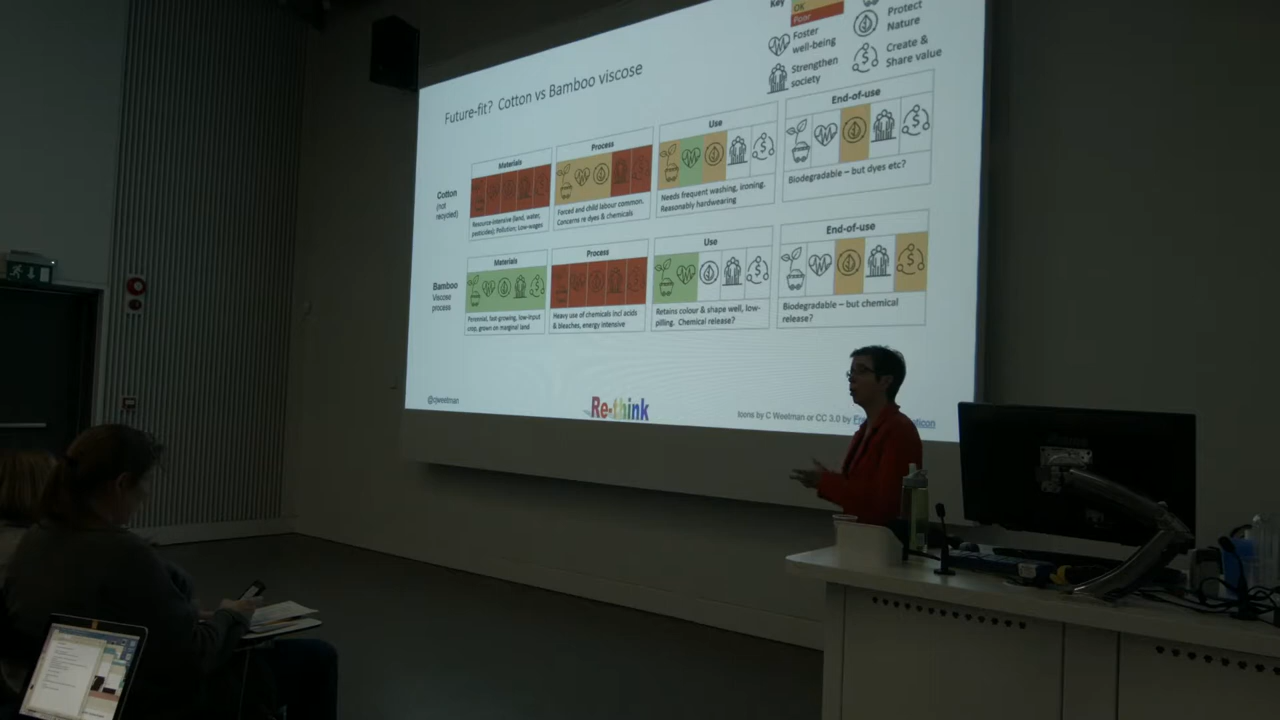 Key
OK
Poor
Protect
Nature
Foster
well-being
Create &
Share value
Strengthen
society
Future-fit? Cotton vs Bamboo viscose
Cotton
(not
recycled)
Materials
Resource-intensive (land, water,
pesticides); Pollution; Low-wages
Process
Forced and child labour common.
Concerns re dyes & chemicals
Use
Needs frequent washing, ironing.
Reasonably hardwearing
End-of-use
Biodegradable – but dyes etc?
Bamboo
Viscose
process
Materials
Perennial, fast-growing, low-input
crop, grown on marginal land
Process
Heavy use of chemicals incl acids
& bleaches, energy intensive
Use
Retains colour & shape well, low-
pilling. Chemical release?
End-of-use
Biodegradable – but chemical
release?
Re-think
Icons by C Weetman or CC 3.0 by